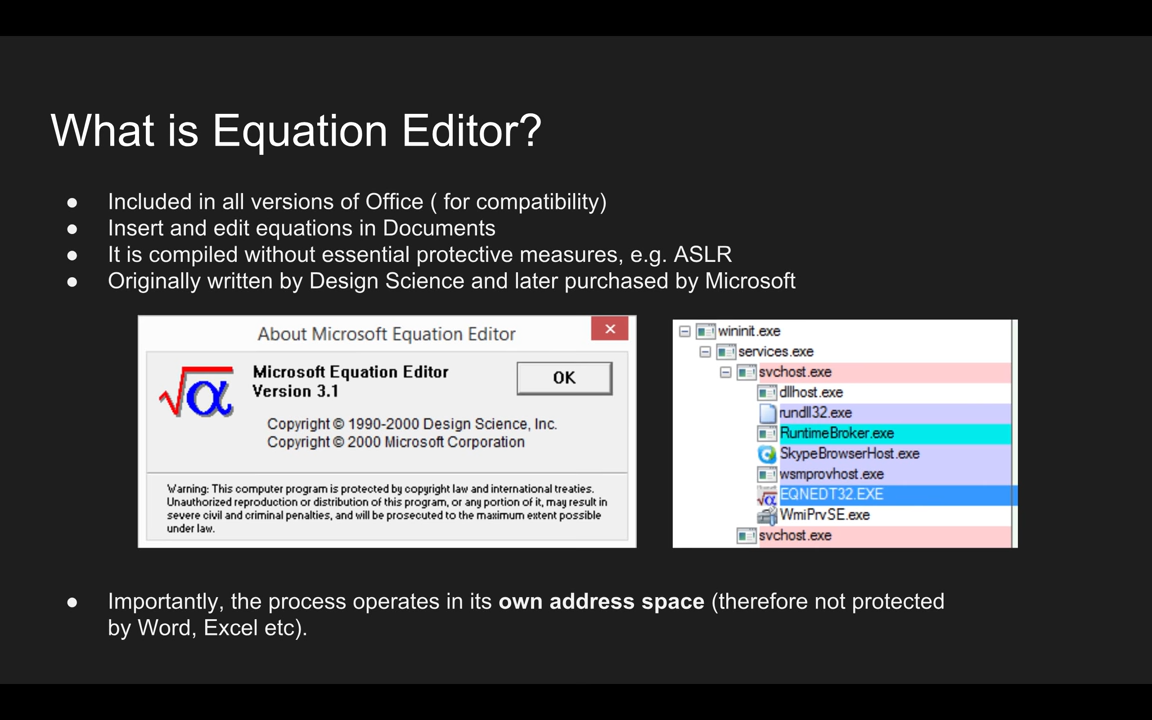 What is Equation Editor?
● Included in all versions of Office ( for compatibility)
● Insert and edit equations in Documents
● It is compiled without essential protective measures, e.g. ASLR
● Originally written by Design Science and later purchased by Microsoft
About Microsoft Equation Editor
√α
Microsoft Equation Editor
Version 3.1
OK
Copyright © 1990-2000 Design Science, Inc.
Copyright © 2000 Microsoft Corporation
Warning: This computer program is protected by copyright law and international treaties.
Unauthorized reproduction or distribution of this program, or any portion of it, may result in
severe civil and criminal penalties, and will be prosecuted to the maximum extent possible
under law.
wininit.exe
services.exe
svchost.exe
dllhost.exe
rundll32.exe
RuntimeBroker.exe
SkypeBrowserHost.exe
wsmprovhost.exe
EQNEDT32.EXE
WmiPrvSE.exe
svchost.exe
● Importantly, the process operates in its own address space (therefore not protected
by Word, Excel etc).